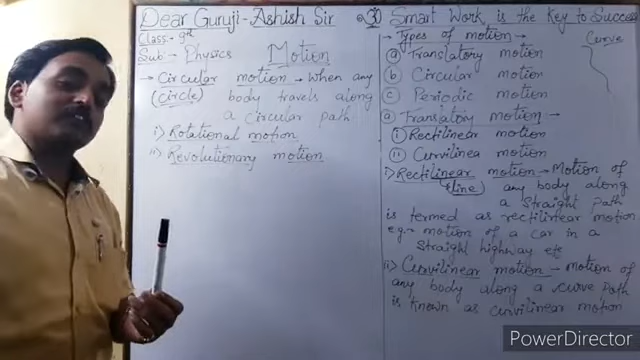 Dear Guruji - Ashish Sir
Class:- 9th
Sub:- Physics
Motion
→ Circular motion → When any
(circle) body travels along
a Circular path
i) Rotational motion
ii) Revolutionary motion
Smart Work is the Key to Success
- Types of motion :-
Curve
a Translatory motion
b Circular motion
c Periodic motion
a Translatory motion -
i Rectilinear motion
ii Curvilinea motion
i) Rectilinear motion → Motion of
(line) any body along
a straight path
is termed as rectilinear motion
e.g:- motion of a car in a
straight highway etc
ii) Curvilinear motion - motion of
any body along a curve path
is known as curvilinear motion
PowerDirector